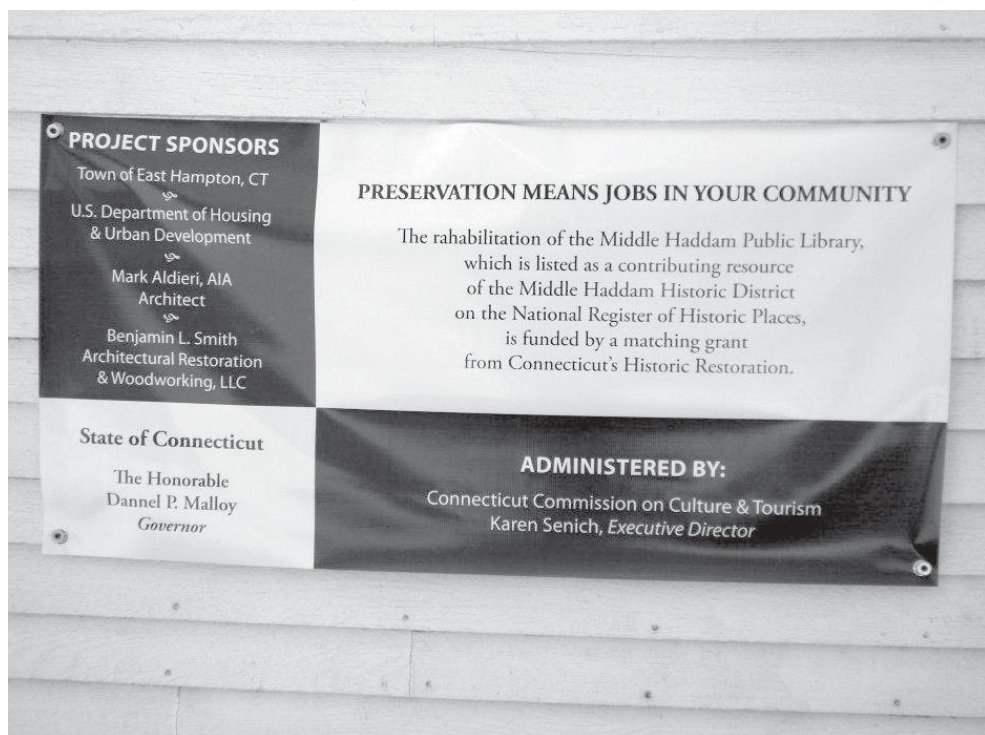 PROJECT SPONSORS
Town of East Hampton, CT
U.S. Department of Housing
& Urban Development
Mark Aldieri, AIA
Architect
Benjamin L. Smith
Architectural Restoration
& Woodworking, LLC
State of Connecticut
The Honorable
Dannel P. Malloy
Governor
PRESERVATION MEANS JOBS IN YOUR COMMUNITY
The rahabilitation of the Middle Haddam Public Library,
which is listed as a contributing resource
of the Middle Haddam Historic District
on the National Register of Historic Places,
is funded by a matching grant
from Connecticut's Historic Restoration.
ADMINISTERED BY:
Connecticut Commission on Culture & Tourism
Karen Senich, Executive Director